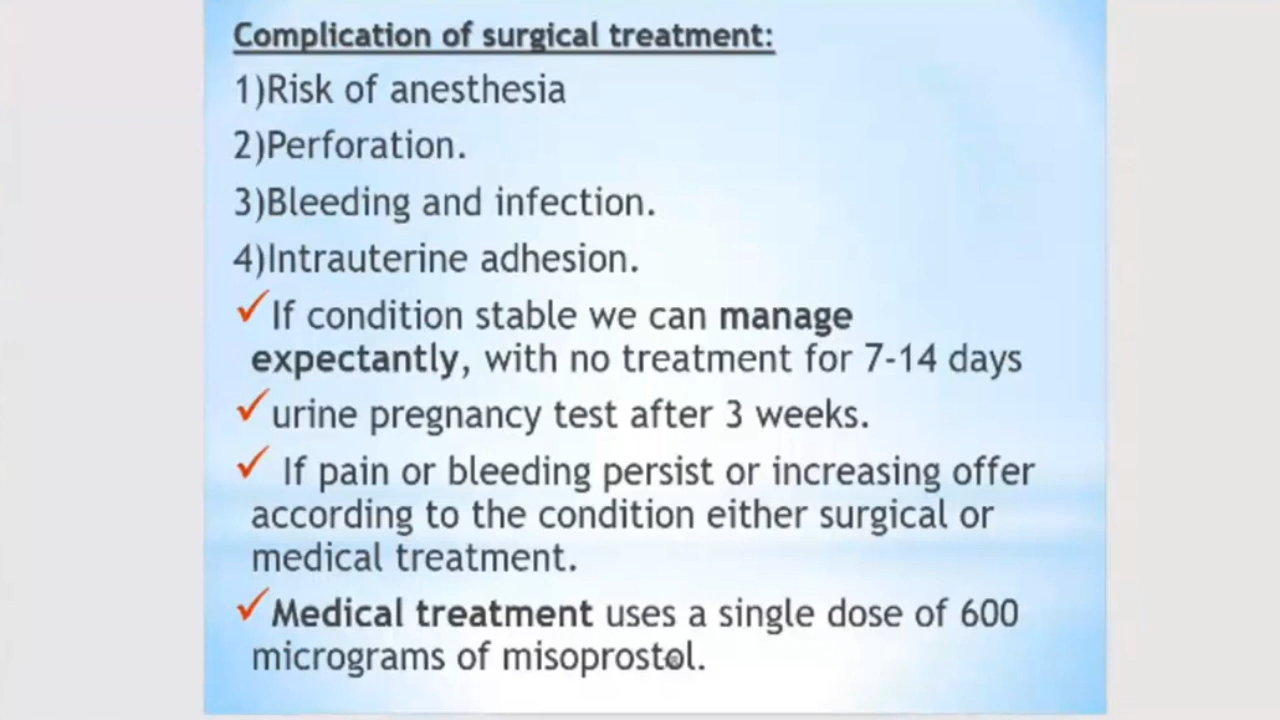 Complication of surgical treatment:
1)Risk of anesthesia
2)Perforation.
3)Bleeding and infection.
4)Intrauterine adhesion.
✓If condition stable we can manage
expectantly, with no treatment for 7-14 days
✓urine pregnancy test after 3 weeks.
✓ If pain or bleeding persist or increasing offer
according to the condition either surgical or
medical treatment.
✓Medical treatment uses a single dose of 600
micrograms of misoprostol.